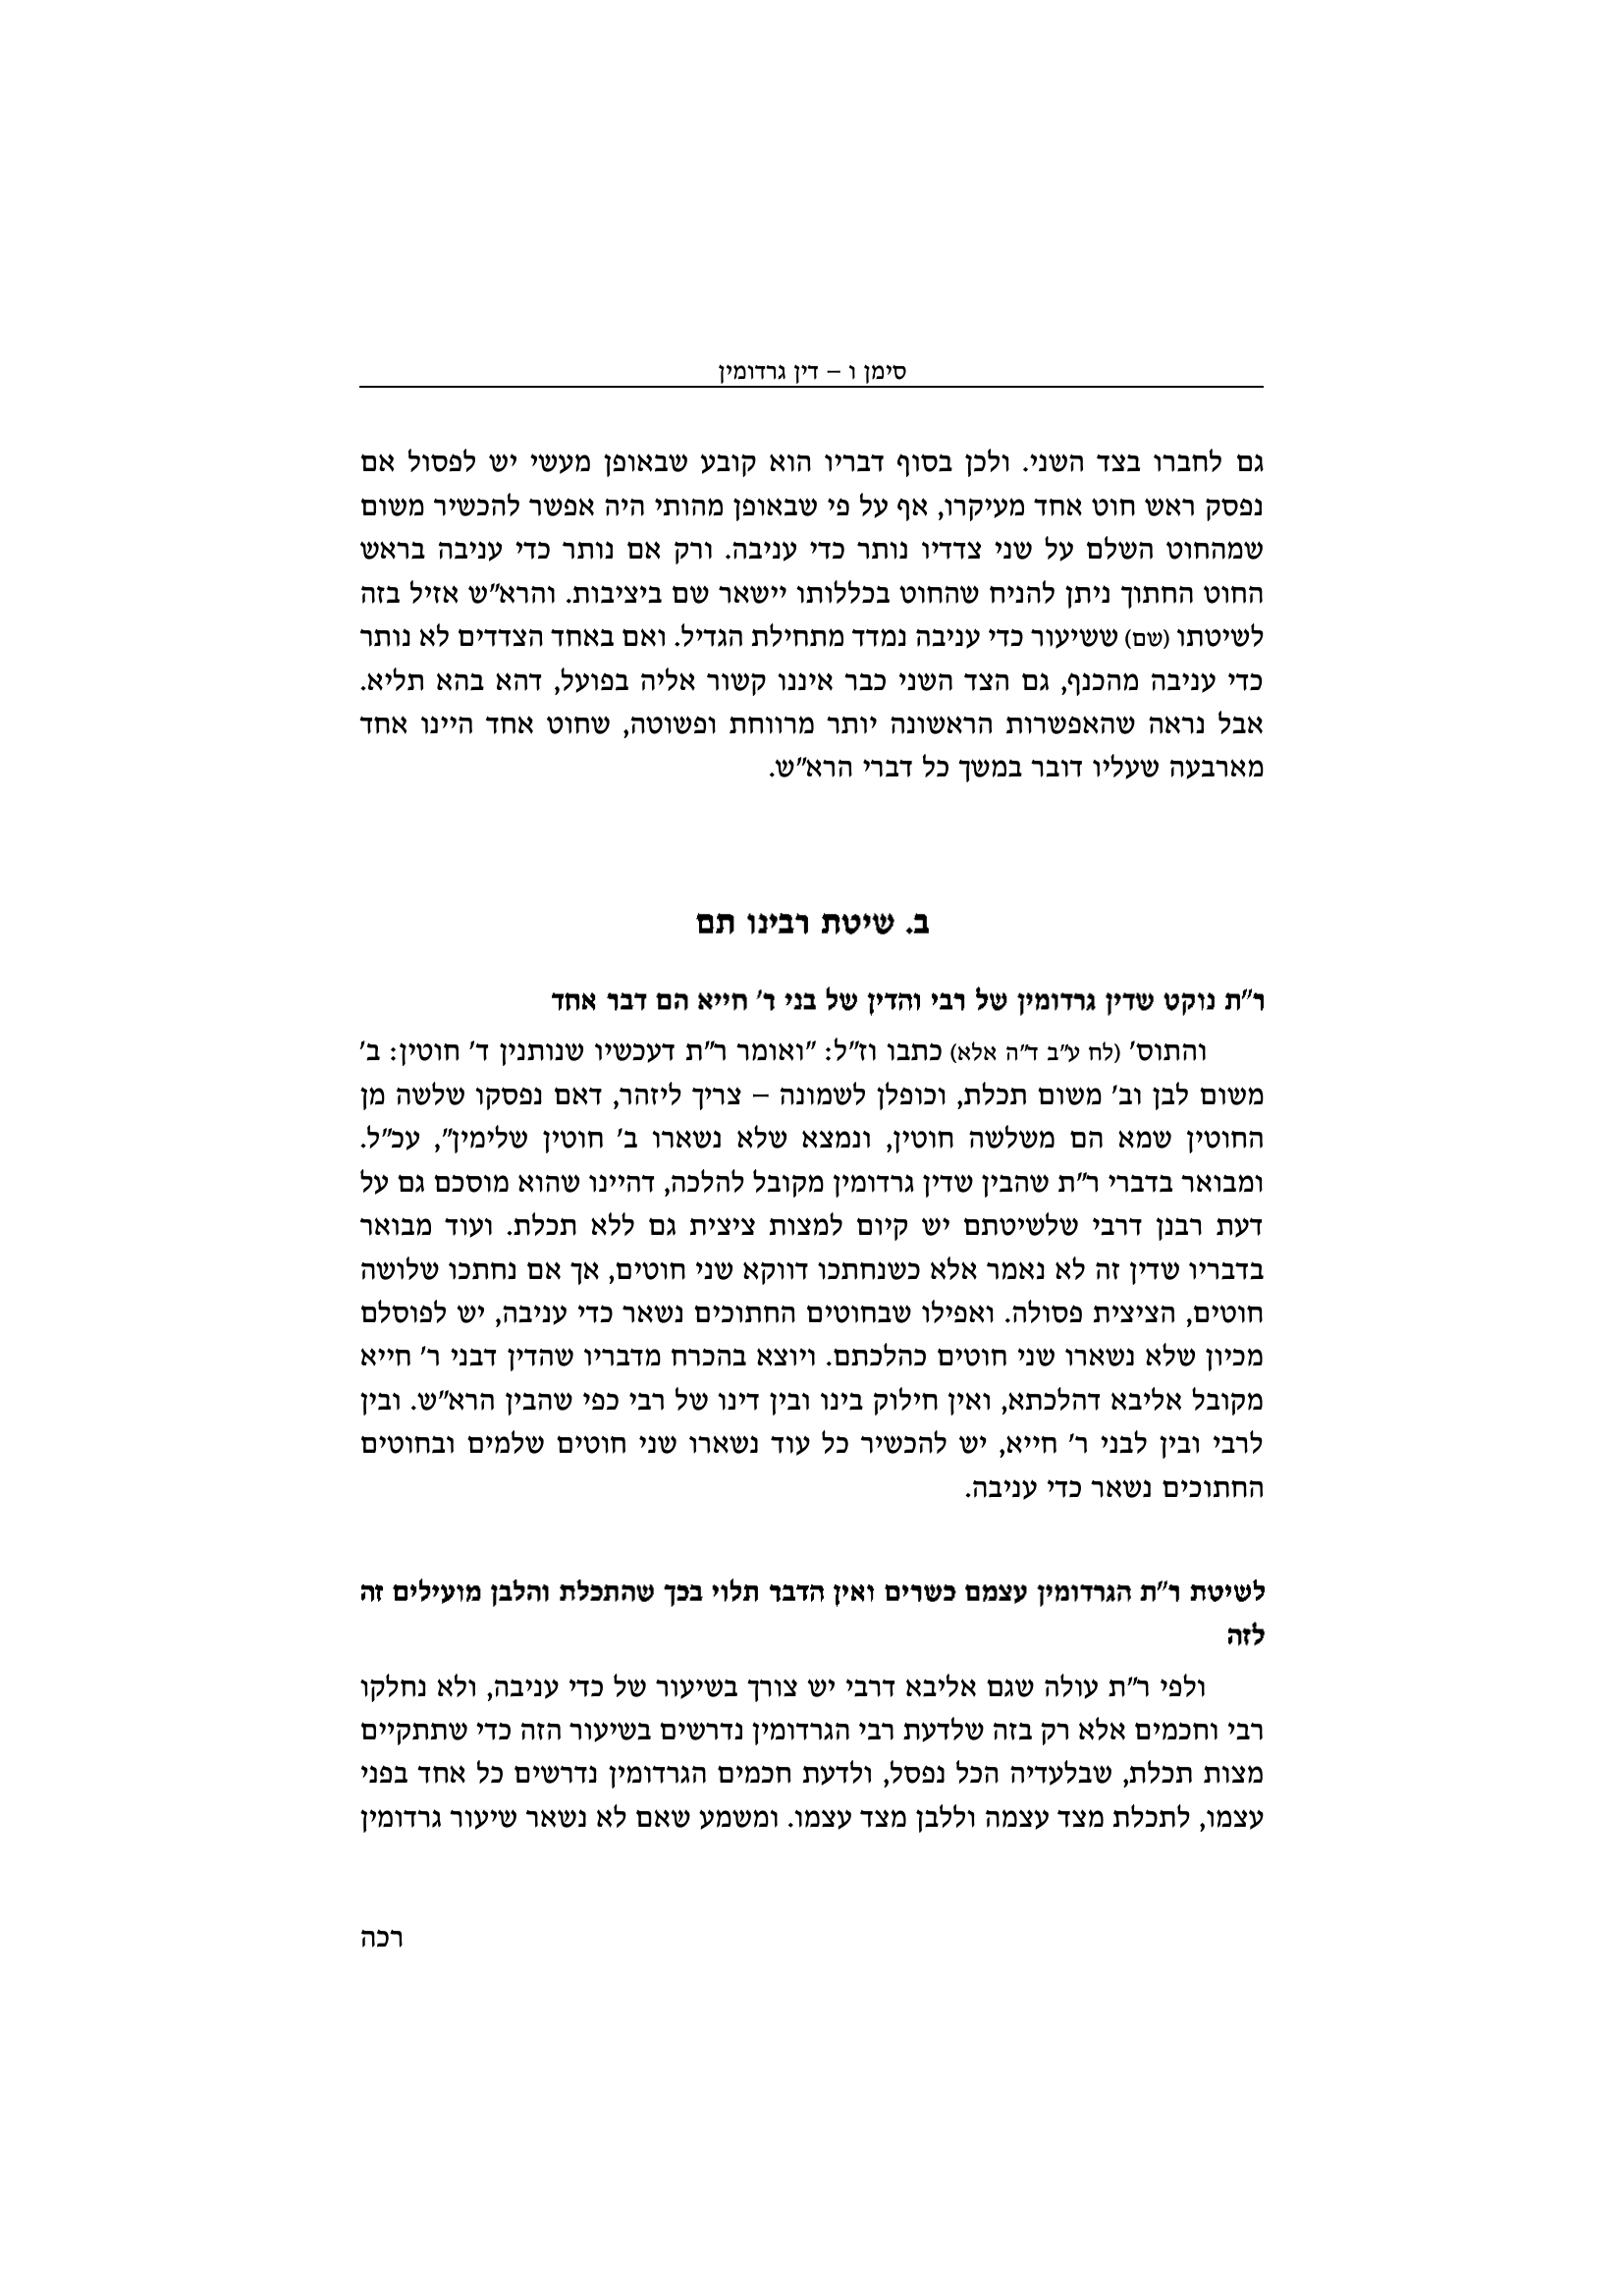 סימן ו – דין גרדומין
גם לחברו בצד השני. ולכן בסוף דבריו הוא קובע שבאופן מעשי יש לפסול אם
נפסק ראש חוט אחד מעיקרו, אף על פי שבאופן מהותי היה אפשר להכשיר משום
שמהחוט השלם על שני צדדיו נותר כדי עניבה. ורק אם נותר כדי עניבה בראש
החוט החתוך ניתן להניח שהחוט בכללותו יישאר שם ביציבות. והרא״ש אזיל בזה
לשיטתו (שם) ששיעור כדי עניבה נמדד מתחילת הגדיל. ואם באחד הצדדים לא נותר
כדי עניבה מהכנף, גם הצד השני כבר איננו קשור אליה בפועל, דהא בהא תליא.
אבל נראה שהאפשרות הראשונה יותר מרווחת ופשוטה, שחוט אחד היינו אחד
מארבעה שעליו דובר במשך כל דברי הרא״ש.
ב. שיטת רבינו תם
ר״ת נוקט שדין גרדומין של רבי והדין של בני ר׳ חייא הם דבר אחד
והתוס׳ (לח ע״ב ד״ה אלא) כתבו וז״ל: ״ואומר ר״ת דעכשיו שנותנין ד׳ חוטין: ב׳
משום לבן וב׳ משום תכלת, וכופלן לשמונה – צריך ליזהר, דאם נפסקו שלשה מן
החוטין שמא הם משלשה חוטין, ונמצא שלא נשארו ב׳ חוטין שלימין״, עכ״ל.
ומבואר בדברי ר״ת שהבין שדין גרדומין מקובל להלכה, דהיינו שהוא מוסכם גם על
דעת רבנן דרבי שלשיטתם יש קיום למצות ציצית גם ללא תכלת. ועוד מבואר
בדבריו שדין זה לא נאמר אלא כשנחתכו דווקא שני חוטים, אך אם נחתכו שלושה
חוטים, הציצית פסולה. ואפילו שבחוטים החתוכים נשאר כדי עניבה, יש לפוסלם
מכיון שלא נשארו שני חוטים כהלכתם. ויוצא בהכרח מדבריו שהדין דבני ר׳ חייא
מקובל אליבא דהלכתא, ואין חילוק בינו ובין דינו של רבי כפי שהבין הרא״ש. ובין
לרבי ובין לבני ר׳ חייא, יש להכשיר כל עוד נשארו שני חוטים שלמים ובחוטים
החתוכים נשאר כדי עניבה.
לשיטת ר״ת הגרדומין עצמם כשרים ואין הדבר תלוי בכך שהתכלת והלבן מועילים זה
לזה
ולפי ר״ת עולה שגם אליבא דרבי יש צורך בשיעור של כדי עניבה, ולא נחלקו
רבי וחכמים אלא רק בזה שלדעת רבי הגרדומין נדרשים בשיעור הזה כדי שתתקיים
מצות תכלת, שבלעדיה הכל נפסל, ולדעת חכמים הגרדומין נדרשים כל אחד בפני
עצמו, לתכלת מצד עצמה וללבן מצד עצמו. ומשמע שאם לא נשאר שיעור גרדומין
רכה